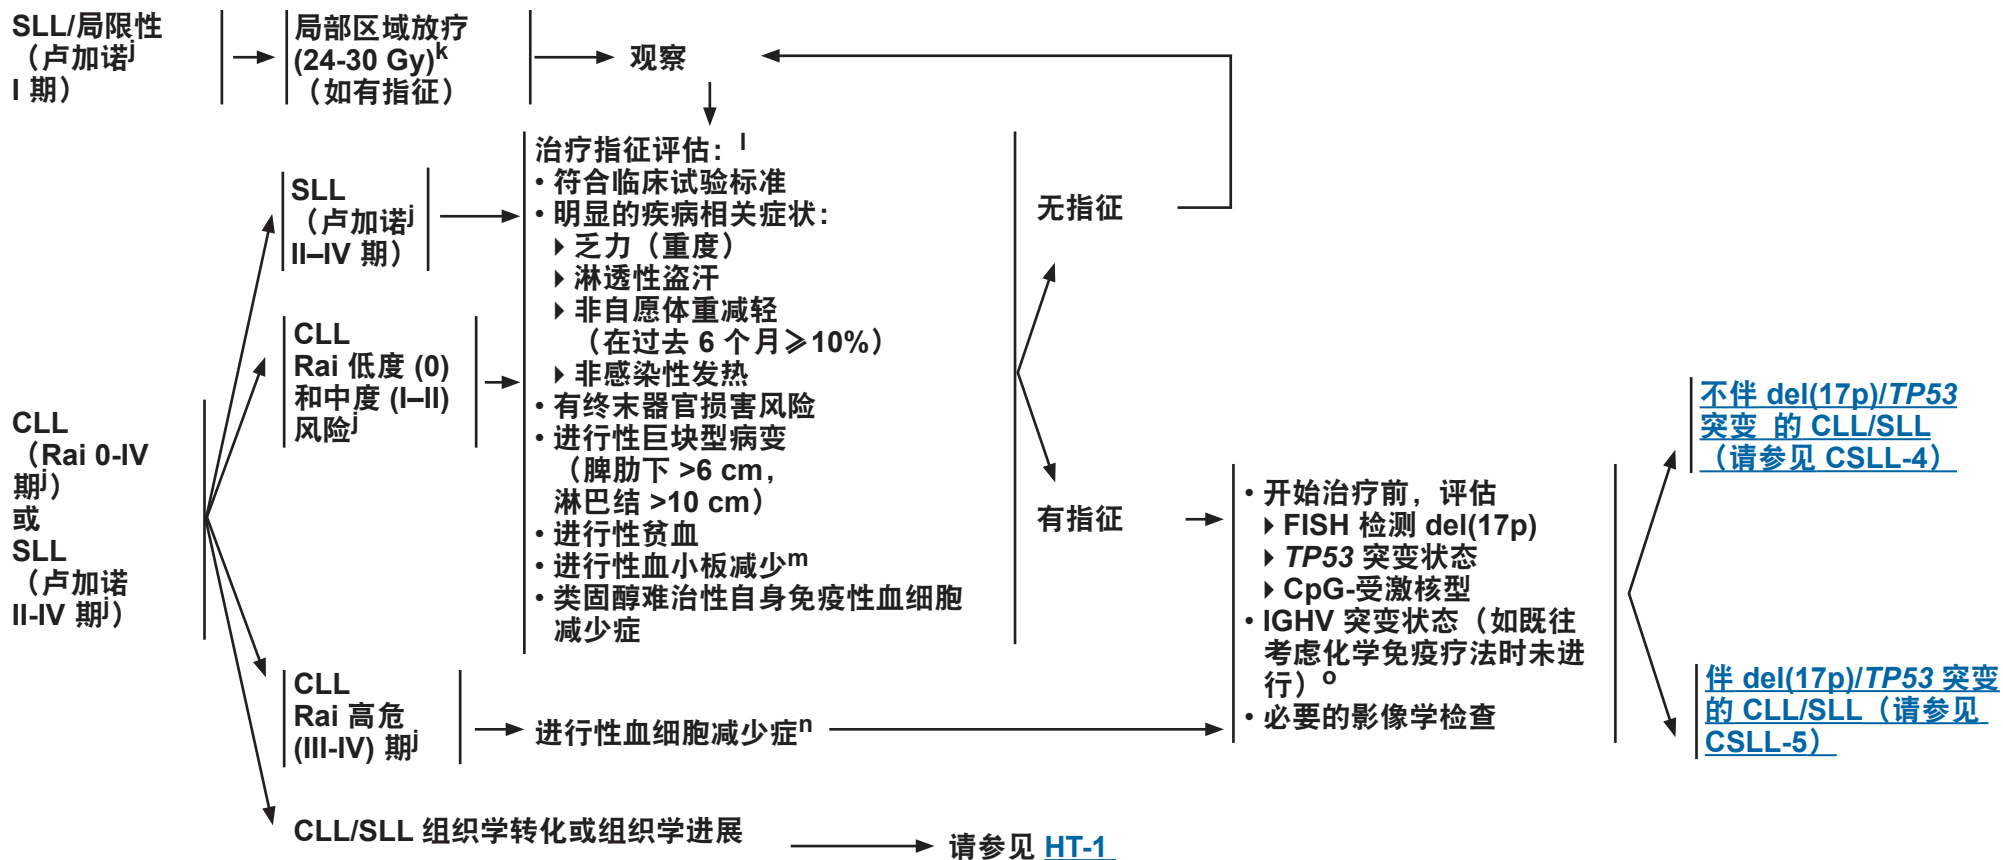 SLL/局限性
（卢加诺j
I 期）
局部区域放疗
(24-30 Gy)k
（如有指征）
观察
SLL
（卢加诺j
II–IV 期）
CLL
Rai 低度 (0)
和中度 (I–II)
风险j
CLL
（Rai 0-IV
期j）
或
SLL
（卢加诺
II-IV 期j）
CLL
Rai 高危
(III-IV) 期j
进行性血细胞减少症n
CLL/SLL 组织学转化或组织学进展
请参见 HT-1
治疗指征评估：l
• 符合临床试验标准
• 明显的疾病相关症状：
▸ 乏力（重度）
▸ 淋透性盗汗
▸ 非自愿体重减轻
（在过去 6 个月≥10%）
▸ 非感染性发热
• 有终末器官损害风险
• 进行性巨块型病变
（脾肋下 >6 cm，
淋巴结 >10 cm）
• 进行性贫血
• 进行性血小板减少m
• 类固醇难治性自身免疫性血细胞
减少症
无指征
有指征
• 开始治疗前，评估
▸ FISH 检测 del(17p)
▸ TP53 突变状态
▸ CpG-受激核型
• IGHV 突变状态（如既往
考虑化学免疫疗法时未进
行）o
• 必要的影像学检查
不伴 del(17p)/TP53
突变 的 CLL/SLL
（请参见 CSLL-4）
伴 del(17p)/TP53 突变
的 CLL/SLL（请参见
CSLL-5）